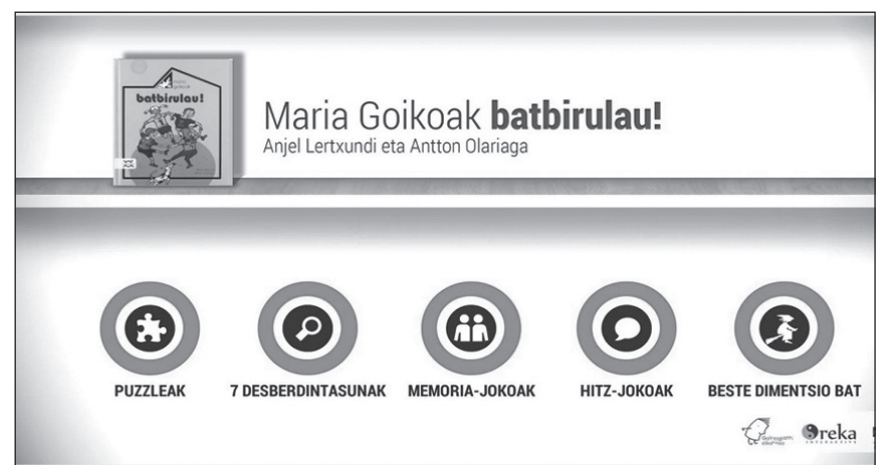 batbirulau!
Maria Goikoak batbirulau!
Anjel Lertxundi eta Antton Olariaga
PUZZLEAK
7 DESBERDINTASUNAK
MEMORIA-JOKOAK
HITZ-JOKOAK
BESTE DIMENTSIO BAT
Oreka